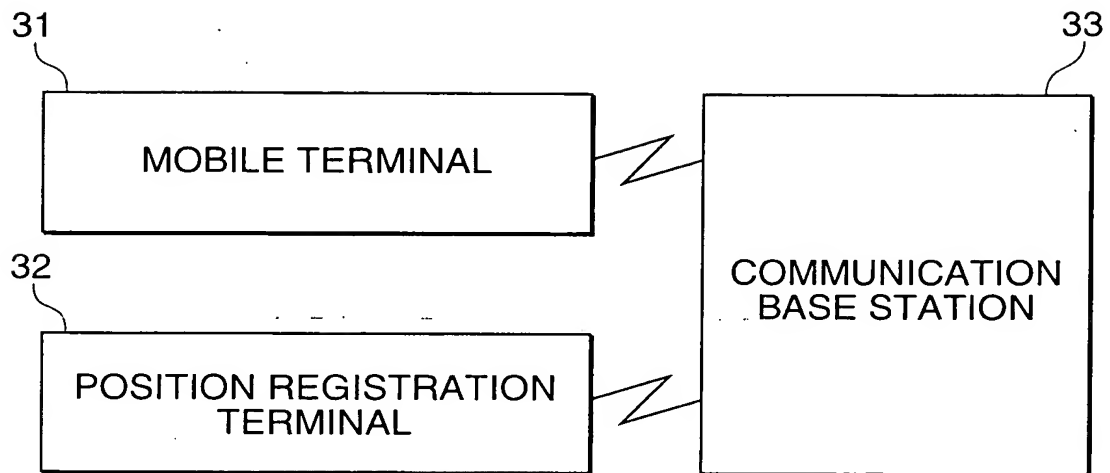 31
33
MOBILE TERMINAL
32
COMMUNICATION
BASE STATION
POSITION REGISTRATION
TERMINAL